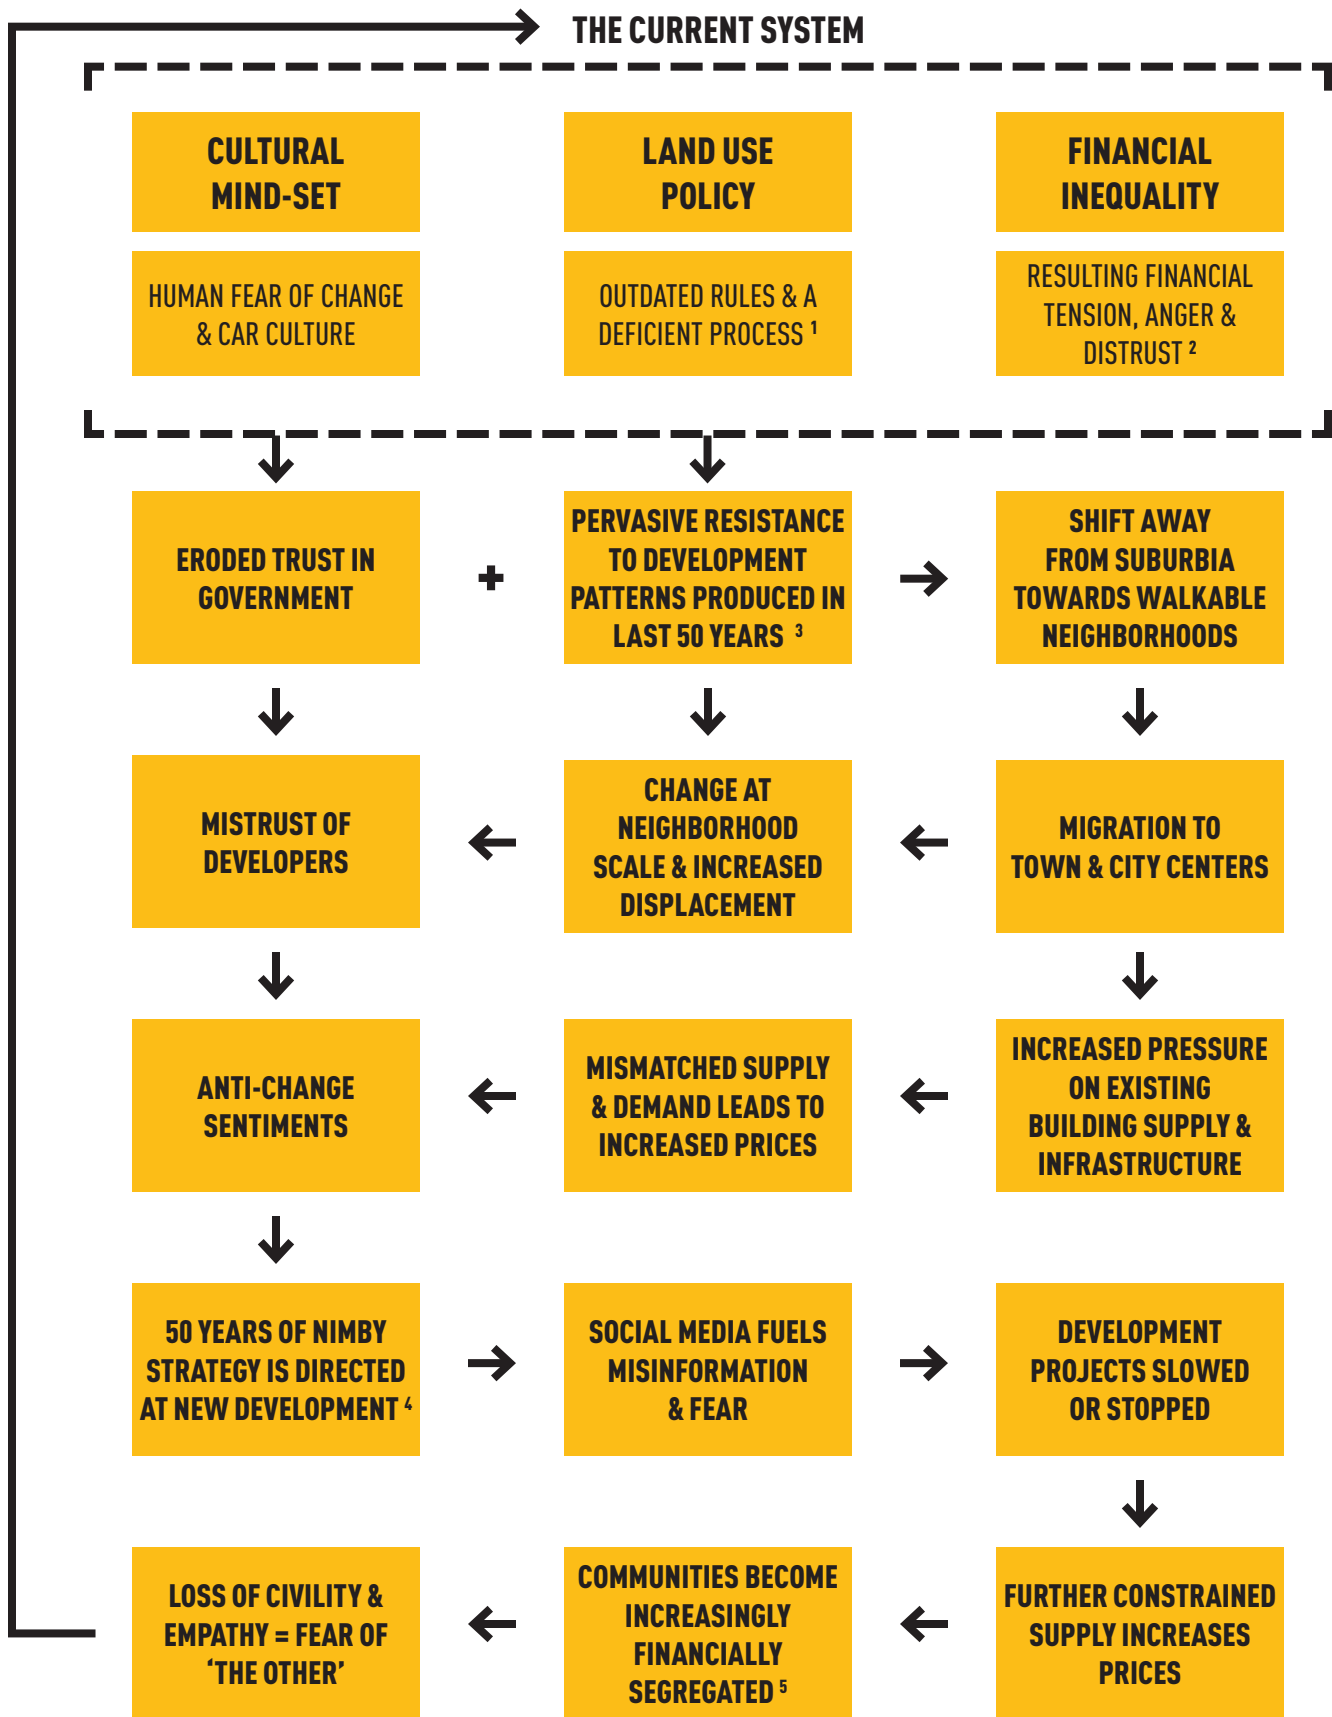 THE CURRENT SYSTEM
CULTURAL
MIND-SET
LAND USE
POLICY
FINANCIAL
INEQUALITY
HUMAN FEAR OF CHANGE
& CAR CULTURE
OUTDATED RULES & A
DEFICIENT PROCESS 1
RESULTING FINANCIAL
TENSION, ANGER &
DISTRUST 2
ERODED TRUST IN
GOVERNMENT
+
PERVASIVE RESISTANCE
TO DEVELOPMENT
PATTERNS PRODUCED IN
LAST 50 YEARS 3
SHIFT AWAY
FROM SUBURBIA
TOWARDS WALKABLE
NEIGHBORHOODS
MISTRUST OF
DEVELOPERS
CHANGE AT
NEIGHBORHOOD
SCALE & INCREASED
DISPLACEMENT
MIGRATION TO
TOWN & CITY CENTERS
ANTI-CHANGE
SENTIMENTS
MISMATCHED SUPPLY
& DEMAND LEADS TO
INCREASED PRICES
INCREASED PRESSURE
ON EXISTING
BUILDING SUPPLY &
INFRASTRUCTURE
50 YEARS OF NIMBY
STRATEGY IS DIRECTED
AT NEW DEVELOPMENT 4
SOCIAL MEDIA FUELS
MISINFORMATION
& FEAR
DEVELOPMENT
PROJECTS SLOWED
OR STOPPED
LOSS OF CIVILITY &
EMPATHY = FEAR OF
‘THE OTHER’
COMMUNITIES BECOME
INCREASINGLY
FINANCIALLY
SEGREGATED 5
FURTHER CONSTRAINED
SUPPLY INCREASES
PRICES